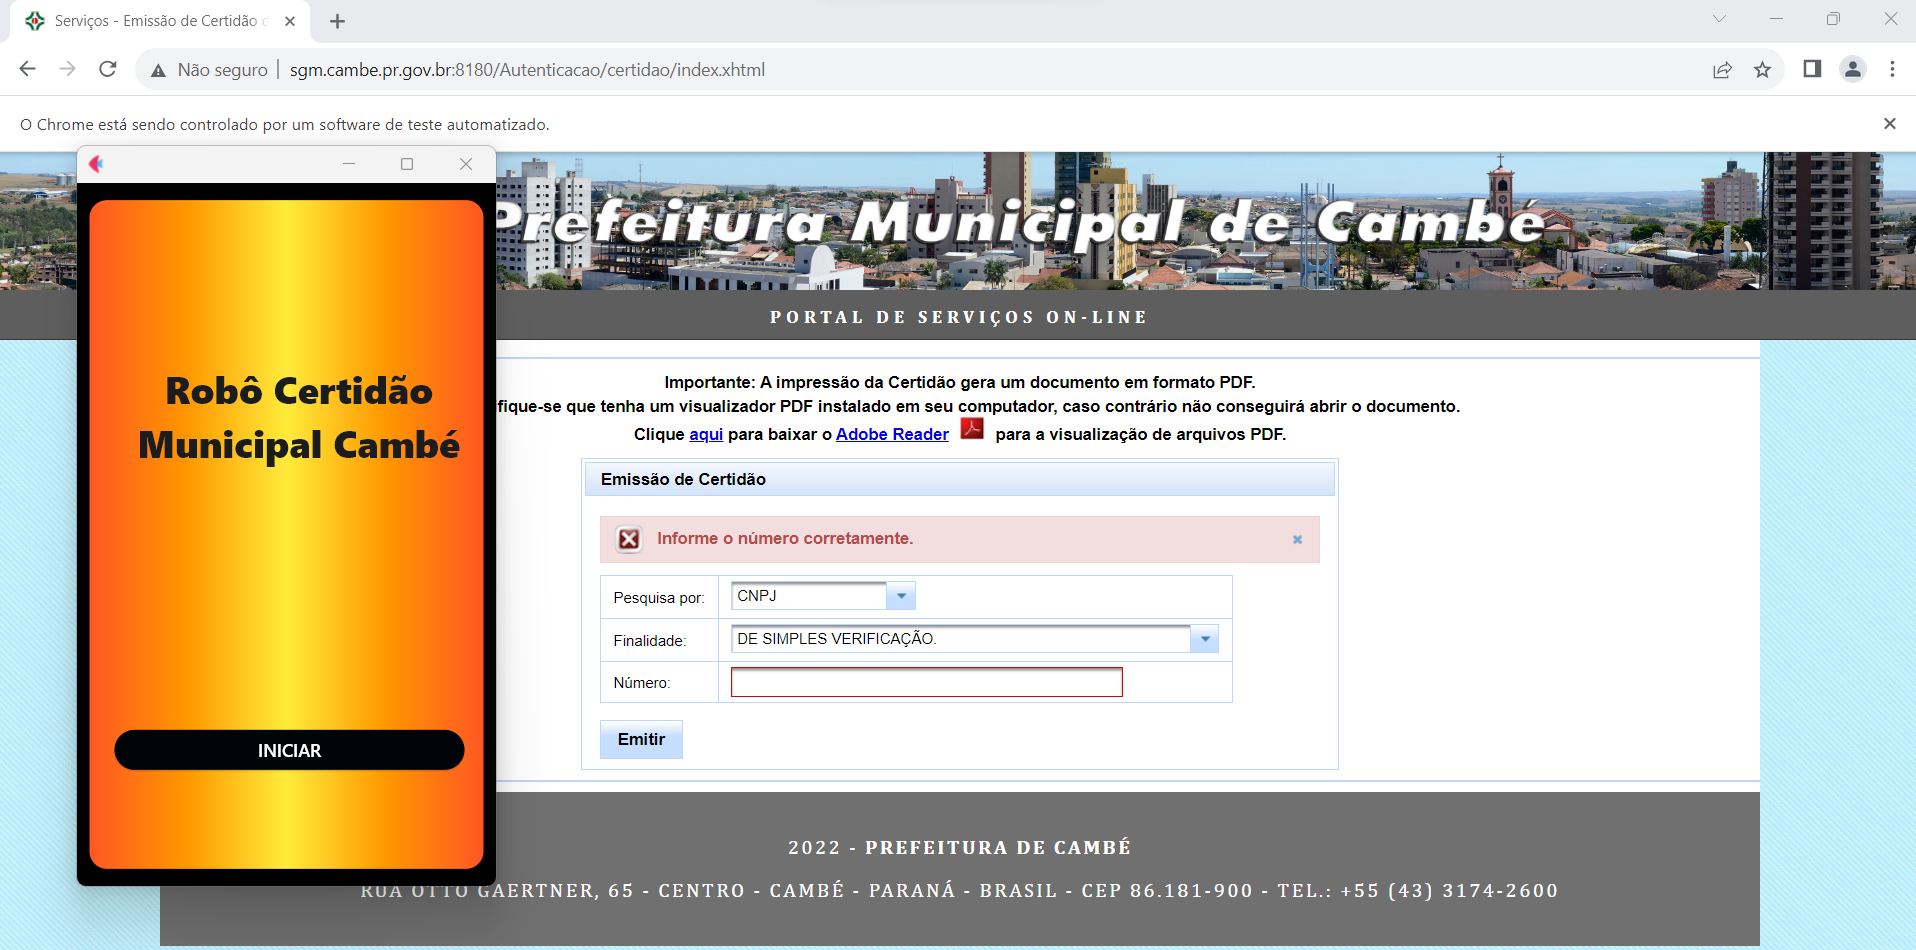 Serviços - Emissão de Certidão
Não seguro
sgm.cambe.pr.gov.br:8180/Autenticacao/certidao/index.xhtml
O Chrome está sendo controlado por um software de teste automatizado.
Prefeitura Municipal de Cambé
PORTAL DE SERVIÇOS ON-LINE
Robô Certidão
Municipal Cambé
INICIAR
Importante: A impressão da Certidão gera um documento em formato PDF.
fique-se que tenha um visualizador PDF instalado em seu computador, caso contrário não conseguirá abrir o documento.
Clique aqui para baixar o Adobe Reader para a visualização de arquivos PDF.
Emissão de Certidão
Informe o número corretamente.
Pesquisa por: CNPJ
Finalidade: DE SIMPLES VERIFICAÇÃO.
Número:
Emitir
2022 - PREFEITURA DE CAMBÉ
RUA OTTO GAERTNER, 65 - CENTRO - CAMBÉ - PARANÁ - BRASIL - CEP 86.181-900 - TEL.: +55 (43) 3174-2600